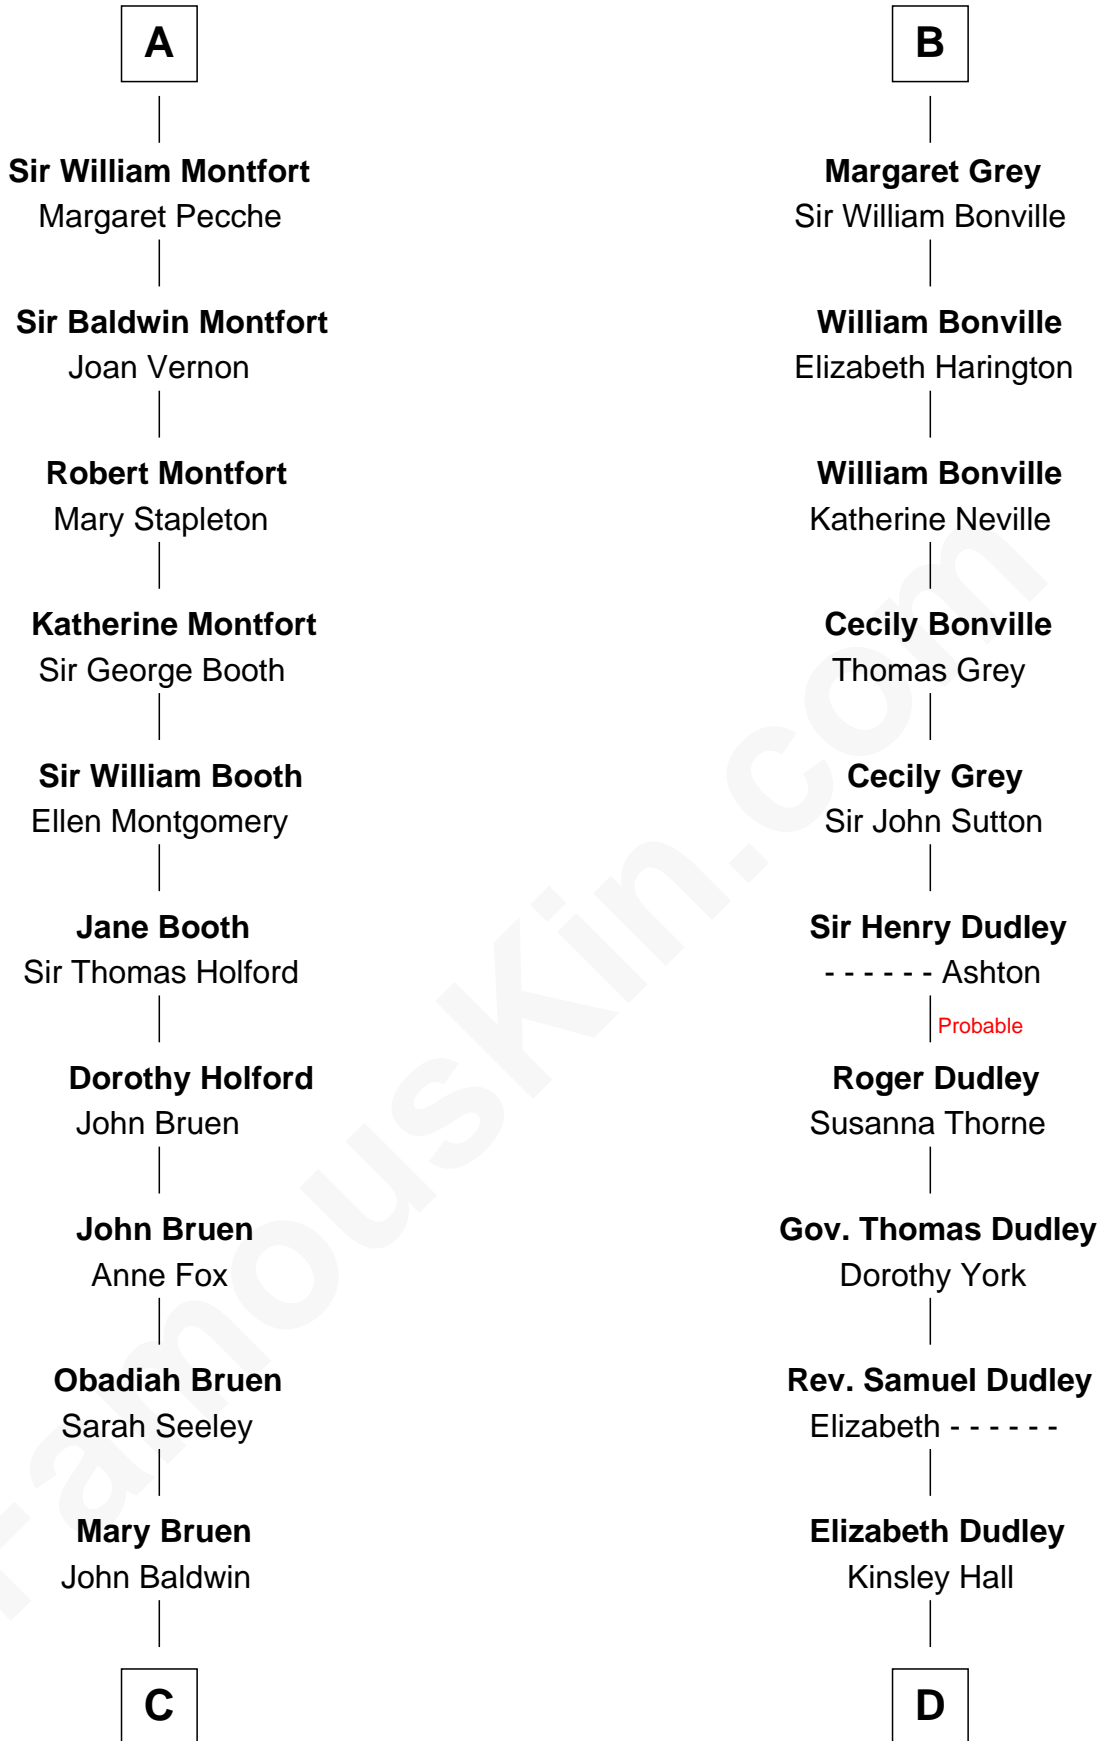 A
Sir William Montfort
Margaret Pecche
Sir Baldwin Montfort
Joan Vernon
Robert Montfort
Mary Stapleton
Katherine Montfort
Sir George Booth
Sir William Booth
Ellen Montgomery
Jane Booth
Sir Thomas Holford
Dorothy Holford
John Bruen
John Bruen
Anne Fox
Obadiah Bruen
Sarah Seeley
Mary Bruen
John Baldwin
C
B
Margaret Grey
Sir William Bonville
William Bonville
Elizabeth Harington
William Bonville
Katherine Neville
Cecily Bonville
Thomas Grey
Cecily Grey
Sir John Sutton
Sir Henry Dudley
- - - - - - Ashton
Probable
Roger Dudley
Susanna Thorne
Gov. Thomas Dudley
Dorothy York
Rev. Samuel Dudley
Elizabeth - - - - - -
Elizabeth Dudley
Kinsley Hall
D
FamousKin.com